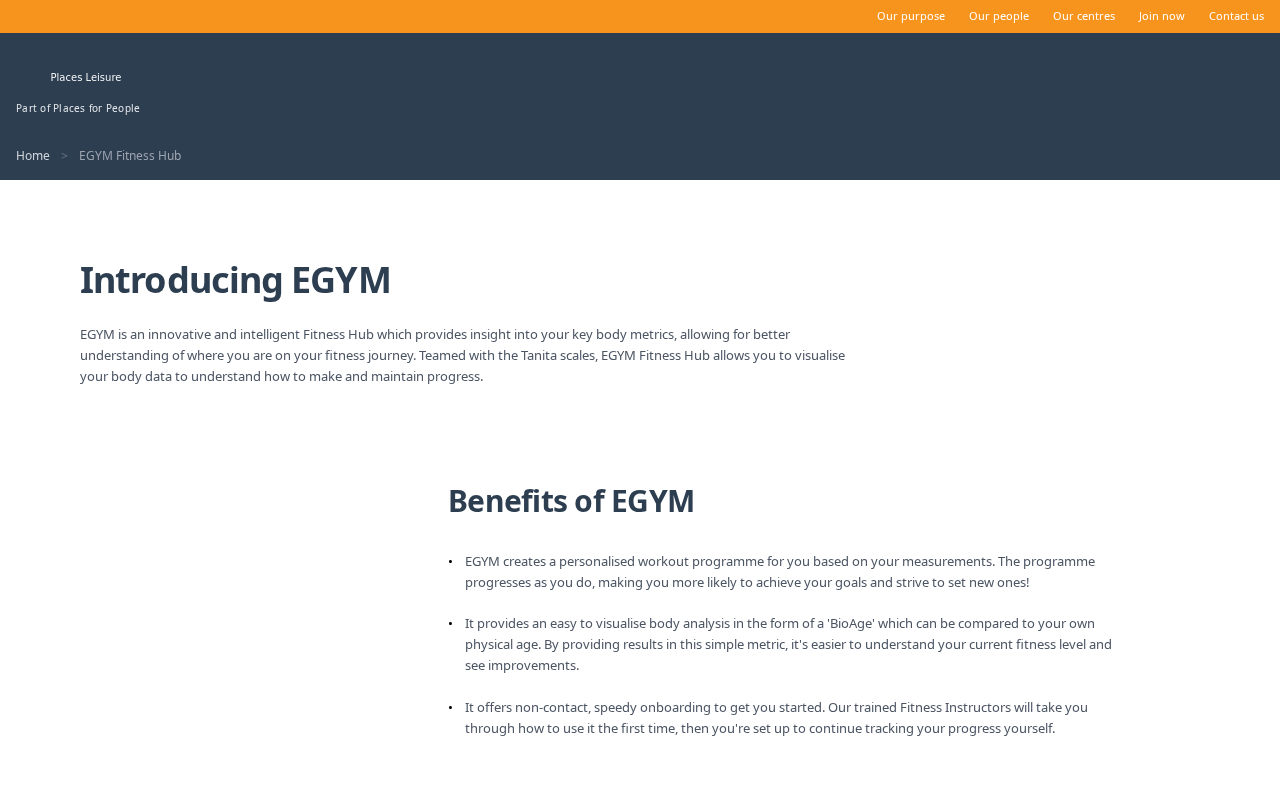 Our purpose Our people Our centres Join now Contact us
Places Leisure
Part of Places for People
Home > EGYM Fitness Hub
Introducing EGYM
EGYM is an innovative and intelligent Fitness Hub which provides insight into your key body metrics, allowing for better
understanding of where you are on your fitness journey. Teamed with the Tanita scales, EGYM Fitness Hub allows you to visualise
your body data to understand how to make and maintain progress.
Benefits of EGYM
• EGYM creates a personalised workout programme for you based on your measurements. The programme
progresses as you do, making you more likely to achieve your goals and strive to set new ones!
• It provides an easy to visualise body analysis in the form of a 'BioAge' which can be compared to your own
physical age. By providing results in this simple metric, it's easier to understand your current fitness level and
see improvements.
• It offers non-contact, speedy onboarding to get you started. Our trained Fitness Instructors will take you
through how to use it the first time, then you're set up to continue tracking your progress yourself.